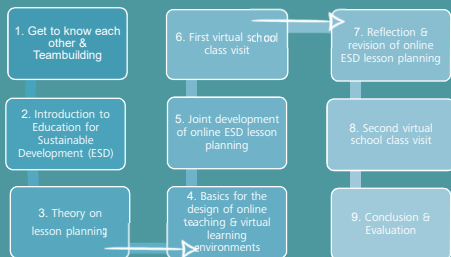 1. Get to know each
other &
Teambuilding
2. Introduction to
Education for
Sustainable
Development (ESD)
3. Theory on
lesson planning
4. Basics for the
design of online
teaching & virtual
learning
environments
5. Joint development
of online ESD lesson
planning
6. First virtual school
class visit
7. Reflection &
revision of online
ESD lesson planning
8. Second virtual
school class visit
9. Conclusion &
Evaluation